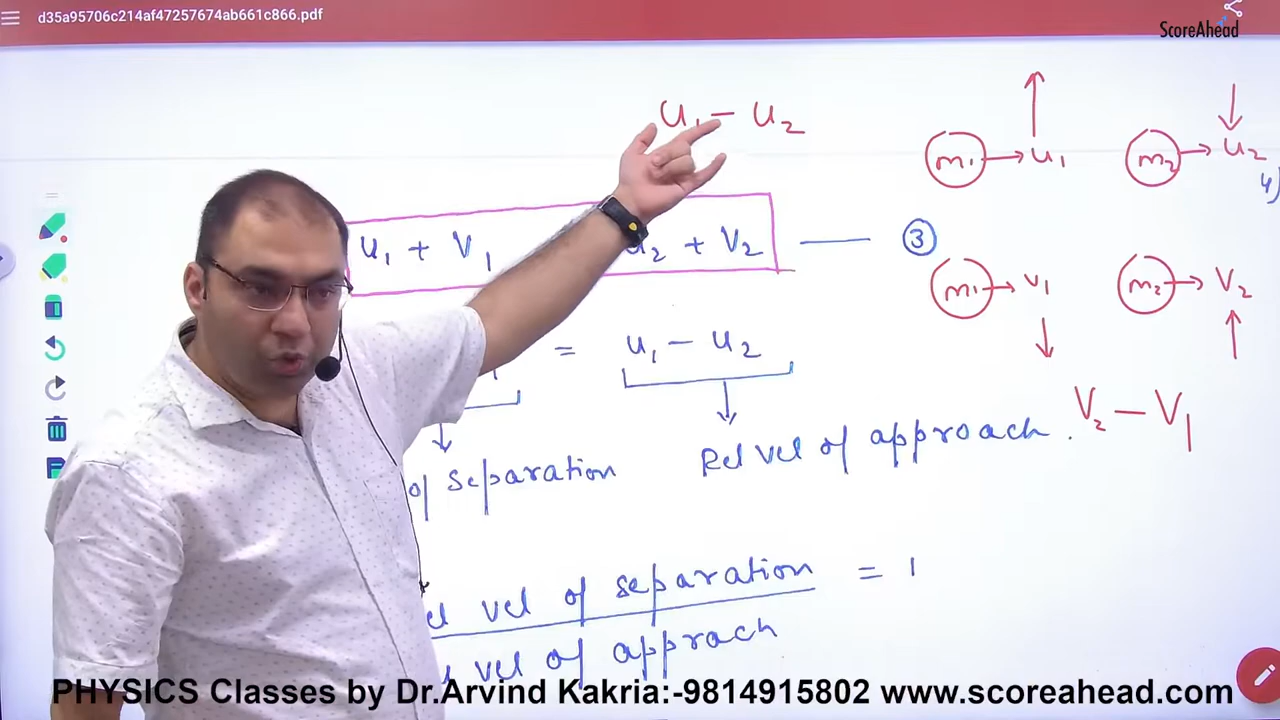 d35a95706c214af47257674ab661c866.pdf
ScoreAhead
u₁ − u₂
m₁ → u₁
m₂ → u₂
4)
u₁ + V₁ u₂ + V₂ —— ③
m₁ → v₁
m₂ → V₂
= u₁ − u₂
V₂ − V₁
of separation
Rel vel of approach.
vel of separation = 1
vel of approach
PHYSICS Classes by Dr.Arvind Kakria:-9814915802 www.scoreahead.com